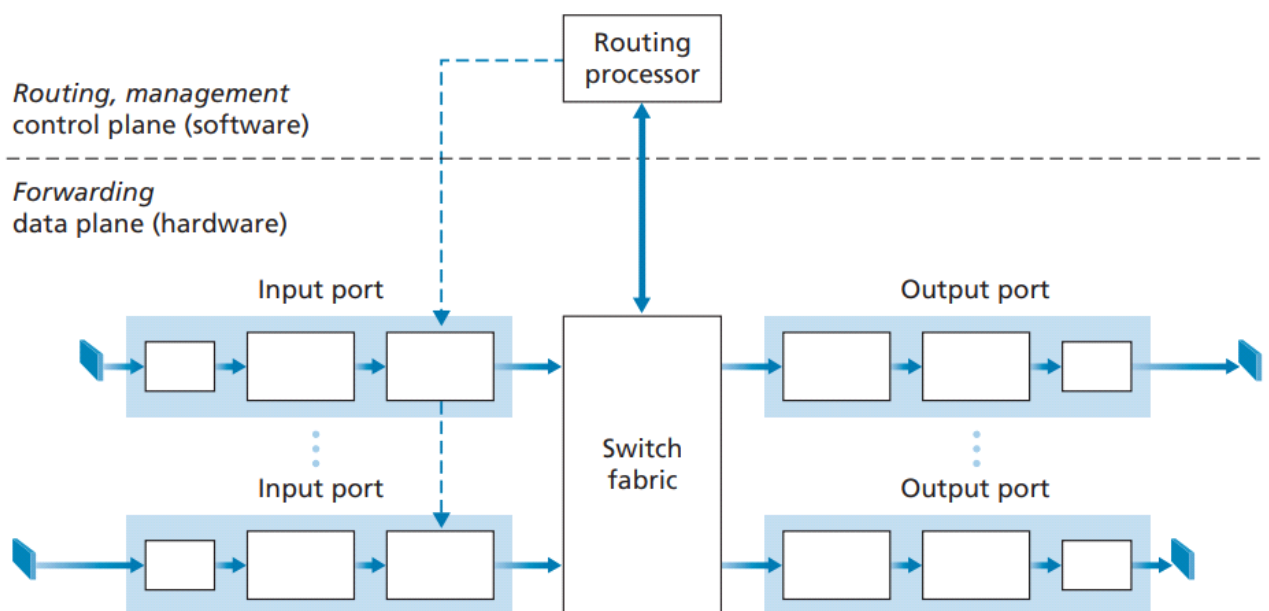 Routing
processor
Routing, management
control plane (software)
Forwarding
data plane (hardware)
Input port
Output port
Switch
fabric
Input port
Output port